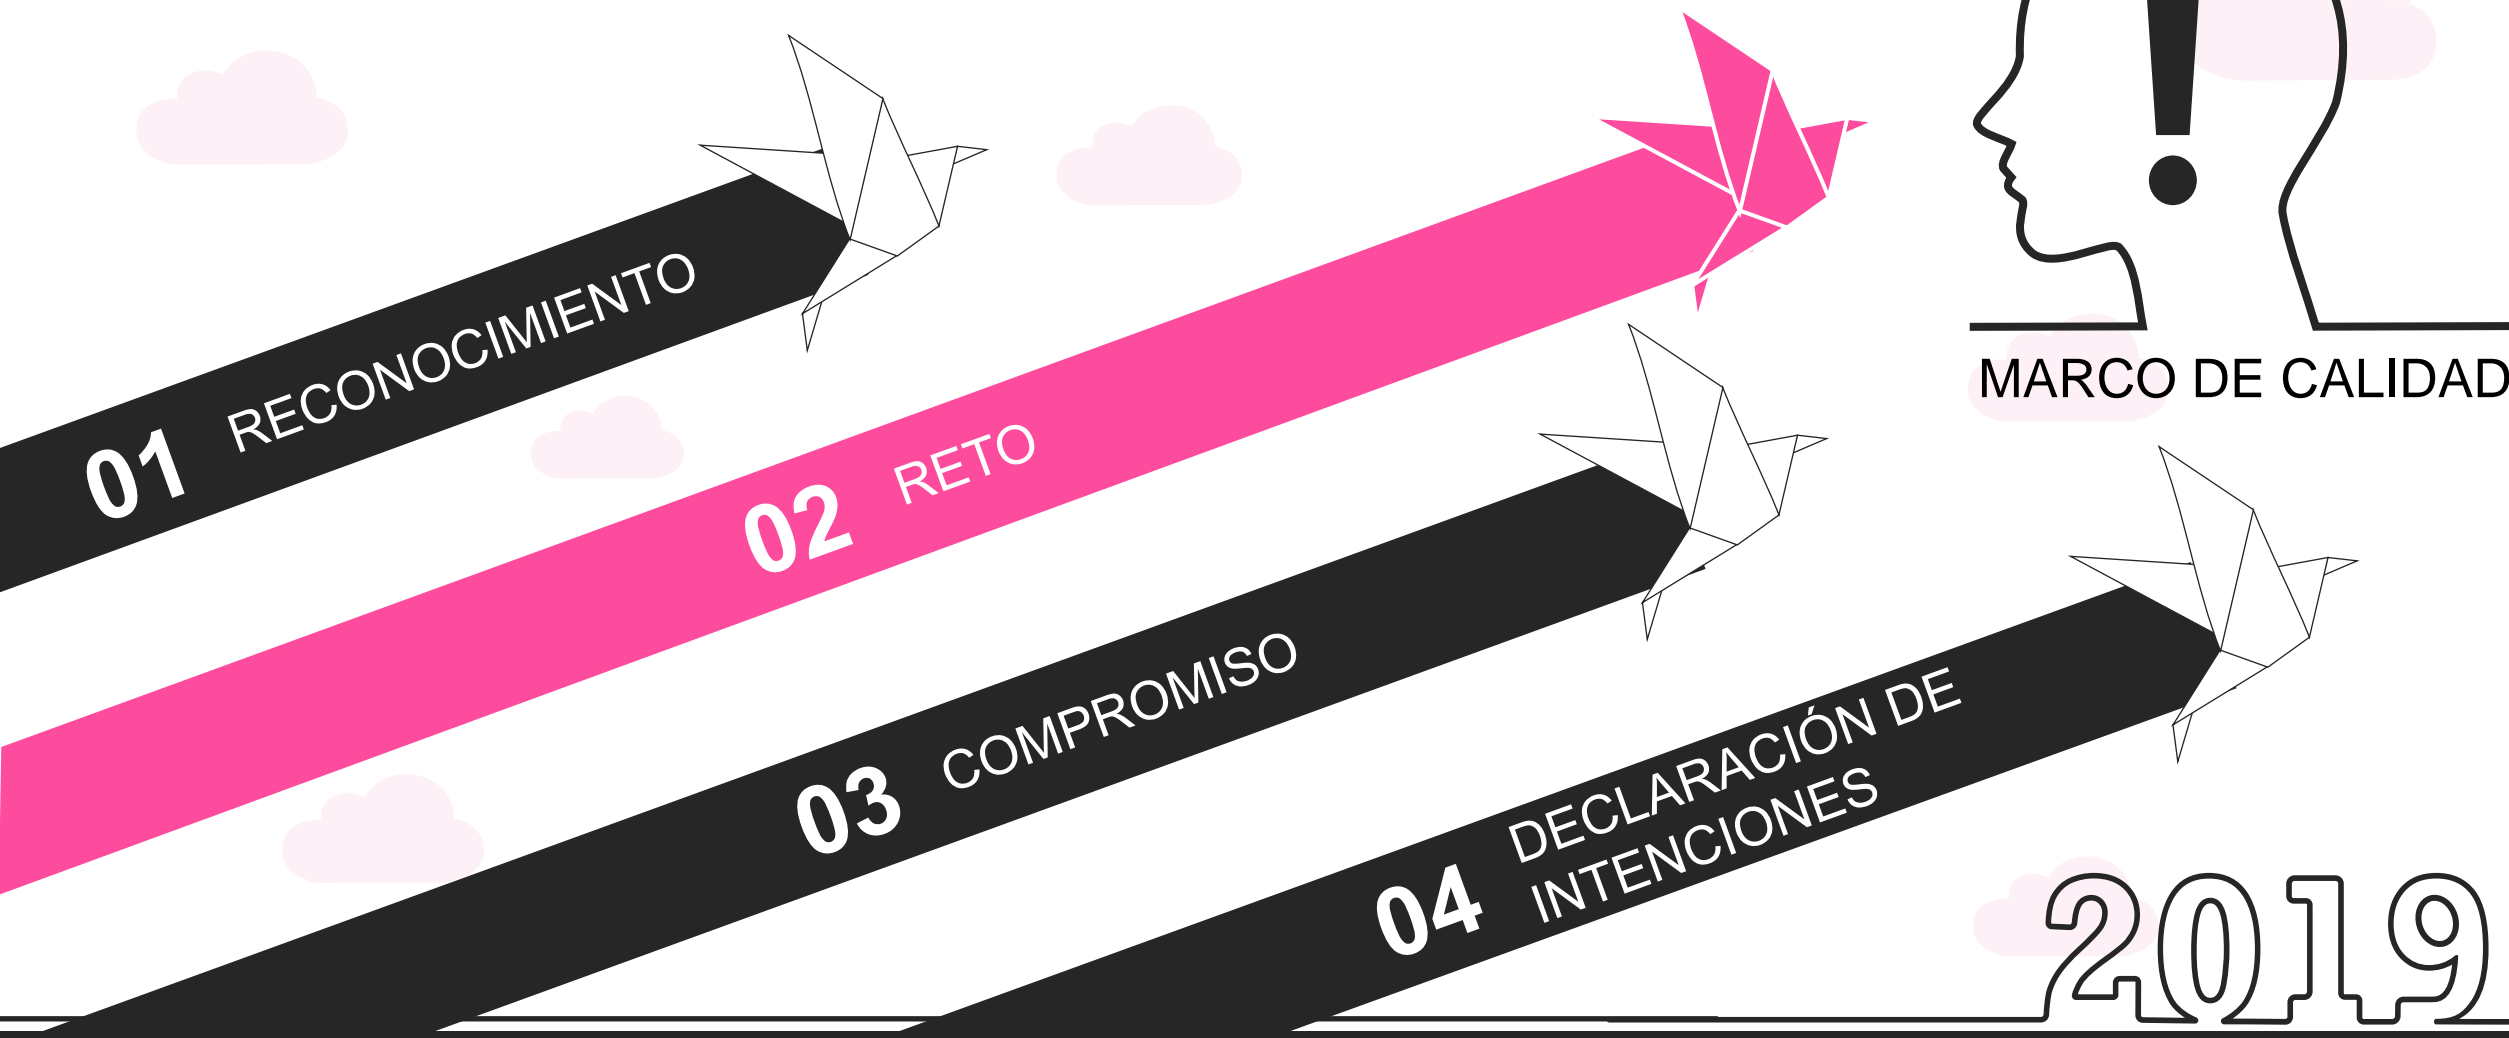 01 RECONOCIMIENTO
02 RETO
03 COMPROMISO
04 DECLARACIÓN DE
INTENCIONES
!
MARCO DE CALIDAD
2019